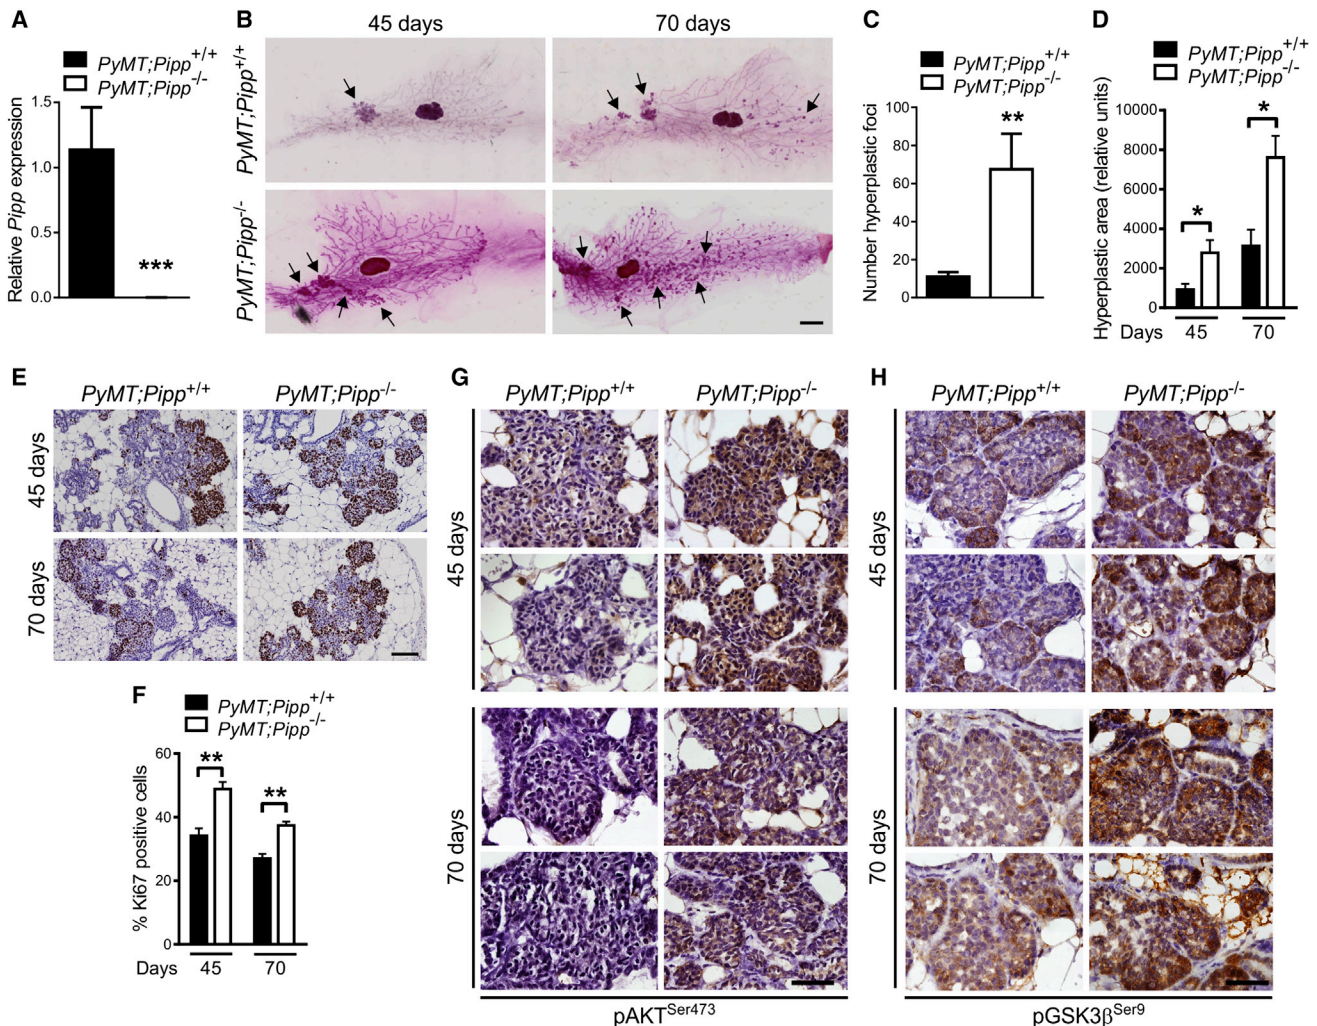 A
PyMT;Pipp+/+
PyMT;Pipp-/-
Relative Pipp expression
1.5
1.0
0.5
0.0
***
B
45 days
70 days
PyMT;Pipp+/+
PyMT;Pipp-/-
C
PyMT;Pipp+/+
PyMT;Pipp-/-
Number hyperplastic foci
100
80
60
40
20
0
**
D
PyMT;Pipp+/+
PyMT;Pipp-/-
Hyperplastic area (relative units)
10000
8000
6000
4000
2000
0
*
*
Days 45 70
E
PyMT;Pipp+/+ PyMT;Pipp-/-
45 days
70 days
F
PyMT;Pipp+/+
PyMT;Pipp-/-
% Ki67 positive cells
60
40
20
0
**
**
Days 45 70
G
PyMT;Pipp+/+ PyMT;Pipp-/-
45 days
70 days
pAKTSer473
H
PyMT;Pipp+/+ PyMT;Pipp-/-
45 days
70 days
pGSK3βSer9